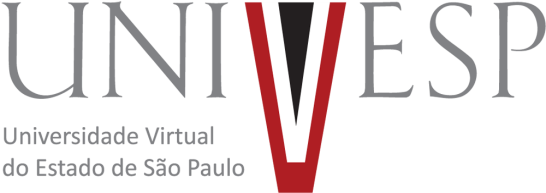 UNIVESP
Universidade Virtual
do Estado de São Paulo